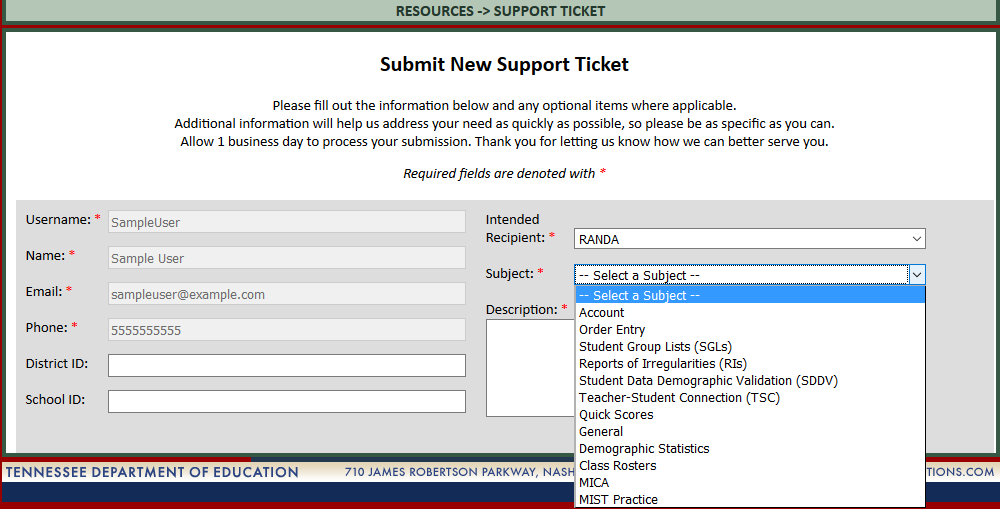 RESOURCES -> SUPPORT TICKET
Submit New Support Ticket
Please fill out the information below and any optional items where applicable.
Additional information will help us address your need as quickly as possible, so please be as specific as you can.
Allow 1 business day to process your submission. Thank you for letting us know how we can better serve you.
Required fields are denoted with *
Username: * SampleUser
Name: * Sample User
Email: * sampleuser@example.com
Phone: * 5555555555
District ID:
School ID:
Intended
Recipient: * RANDA
Subject: * -- Select a Subject --
Description: *
-- Select a Subject --
Account
Order Entry
Student Group Lists (SGLs)
Reports of Irregularities (RIs)
Student Data Demographic Validation (SDDV)
Teacher-Student Connection (TSC)
Quick Scores
General
Demographic Statistics
Class Rosters
MICA
MIST Practice
TENNESSEE DEPARTMENT OF EDUCATION 710 JAMES ROBERTSON PARKWAY, NASH TIONS.COM